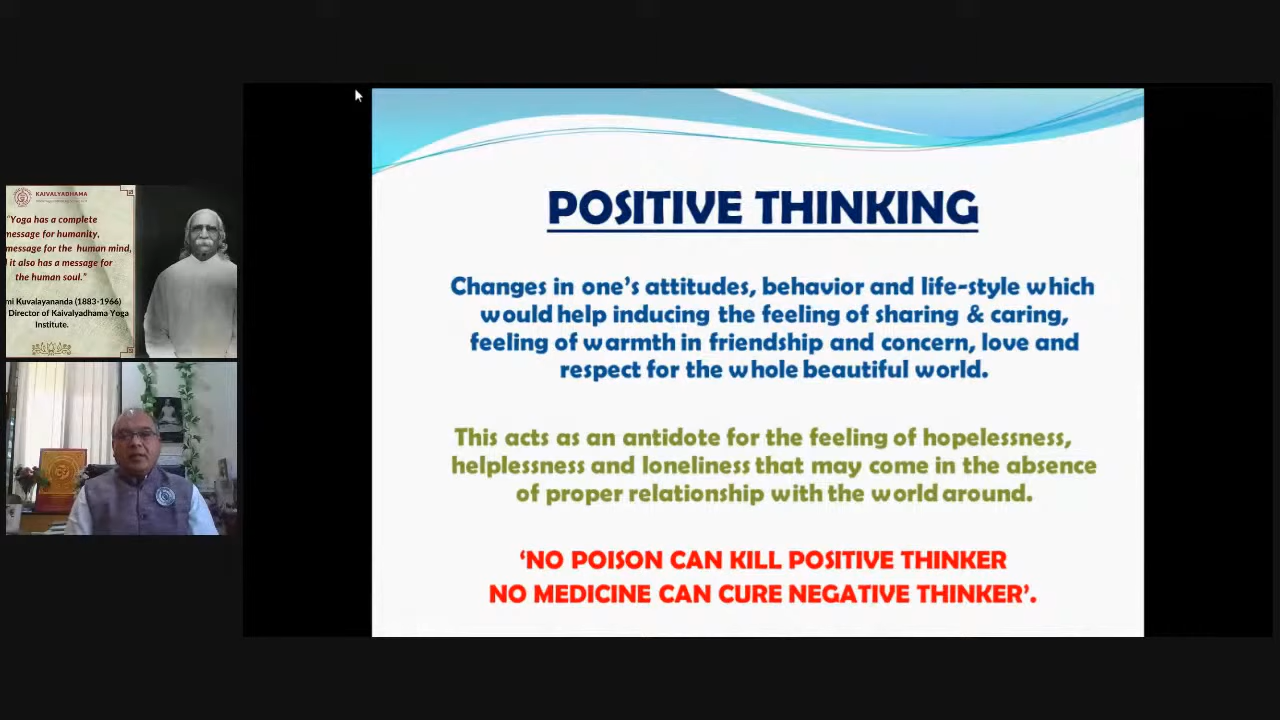 KAIVALYADHAMA
“Yoga has a complete
message for humanity,
message for the human mind,
it also has a message for
the human soul.”
Kuvalayananda (1883-1966)
Director of Kaivalyadhama Yoga
Institute.
POSITIVE THINKING
Changes in one’s attitudes, behavior and life-style which
would help inducing the feeling of sharing & caring,
feeling of warmth in friendship and concern, love and
respect for the whole beautiful world.
This acts as an antidote for the feeling of hopelessness,
helplessness and loneliness that may come in the absence
of proper relationship with the world around.
‘NO POISON CAN KILL POSITIVE THINKER
NO MEDICINE CAN CURE NEGATIVE THINKER’.